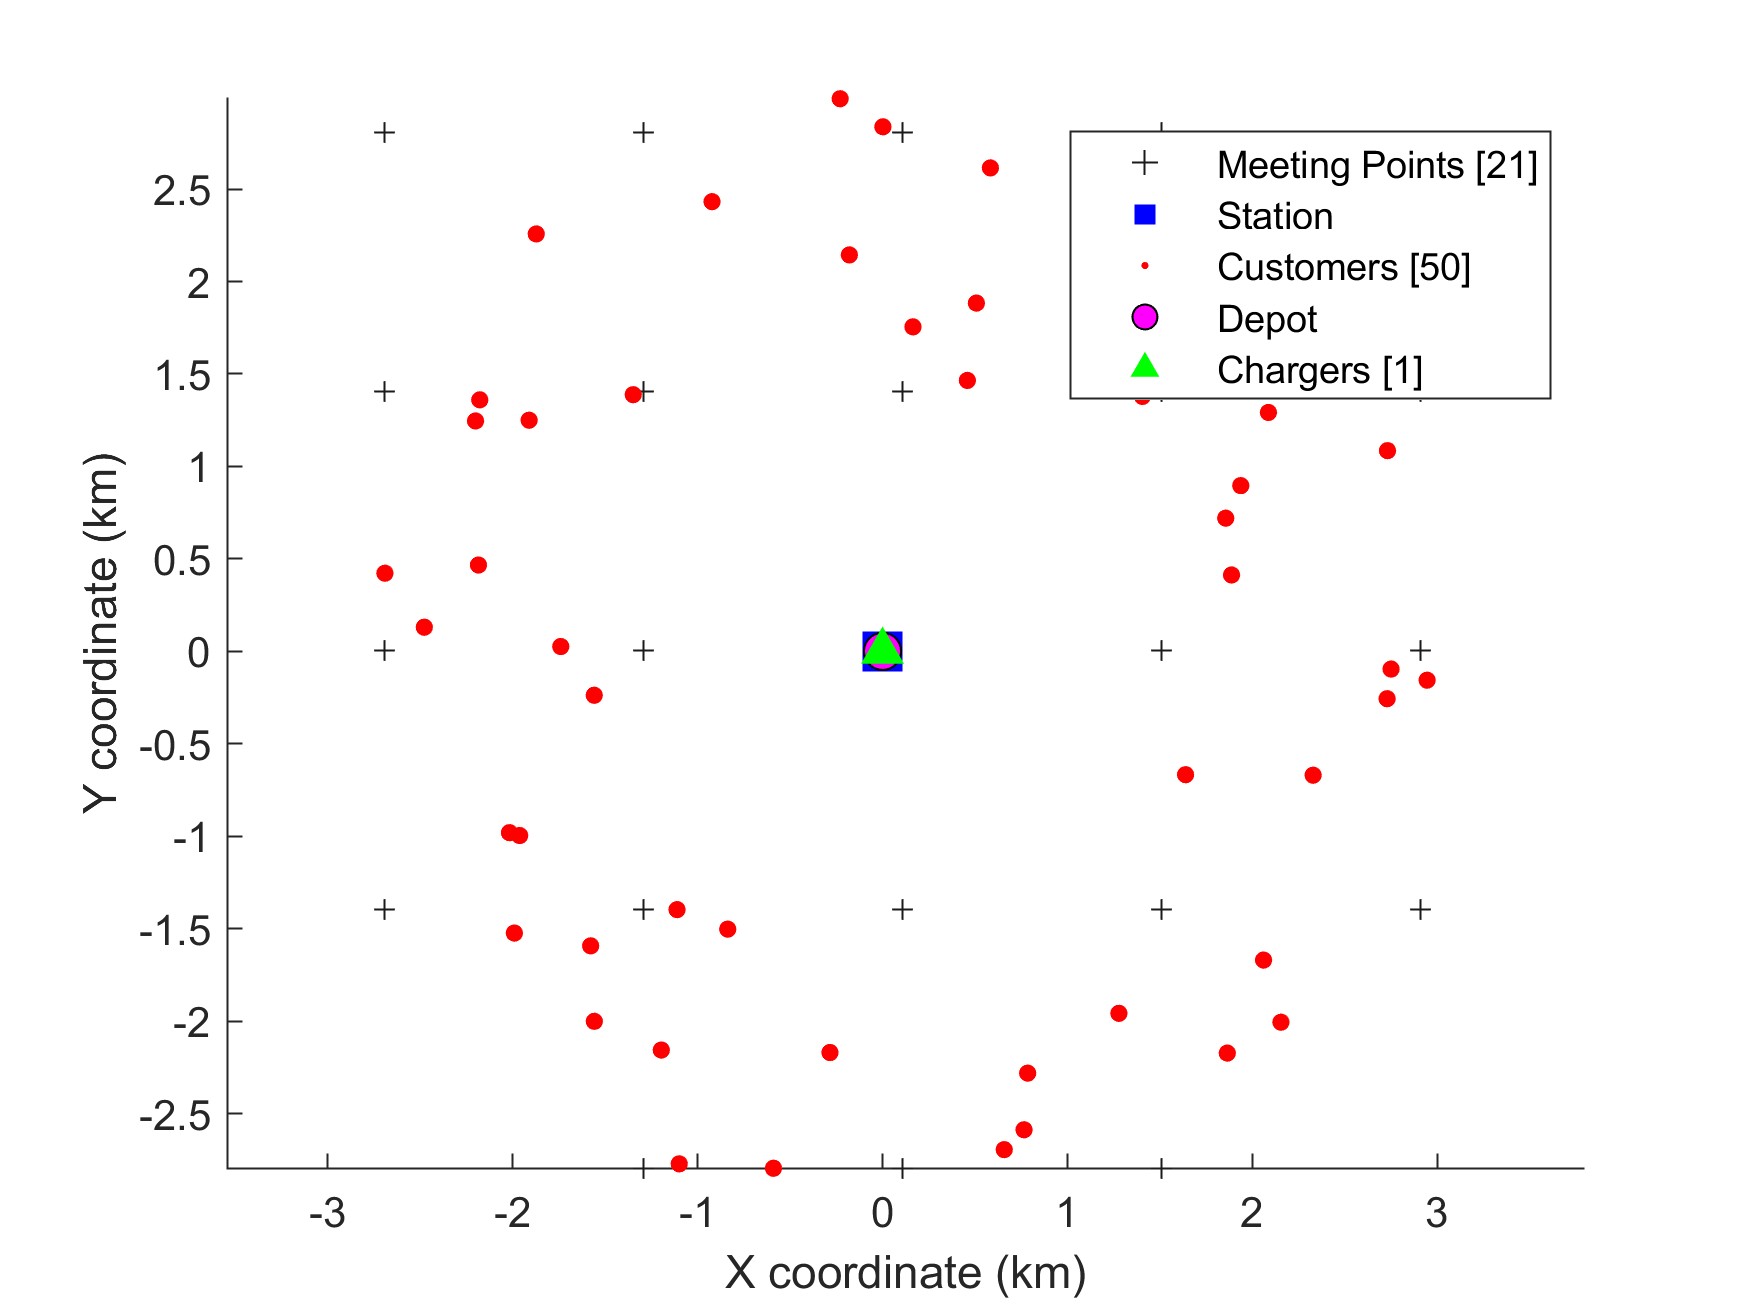 Meeting Points [21]
Station
Customers [50]
Depot
Chargers [1]
2.5
2
1.5
1
0.5
0
-0.5
-1
-1.5
-2
-2.5
Y coordinate (km)
-3 -2 -1 0 1 2 3
X coordinate (km)